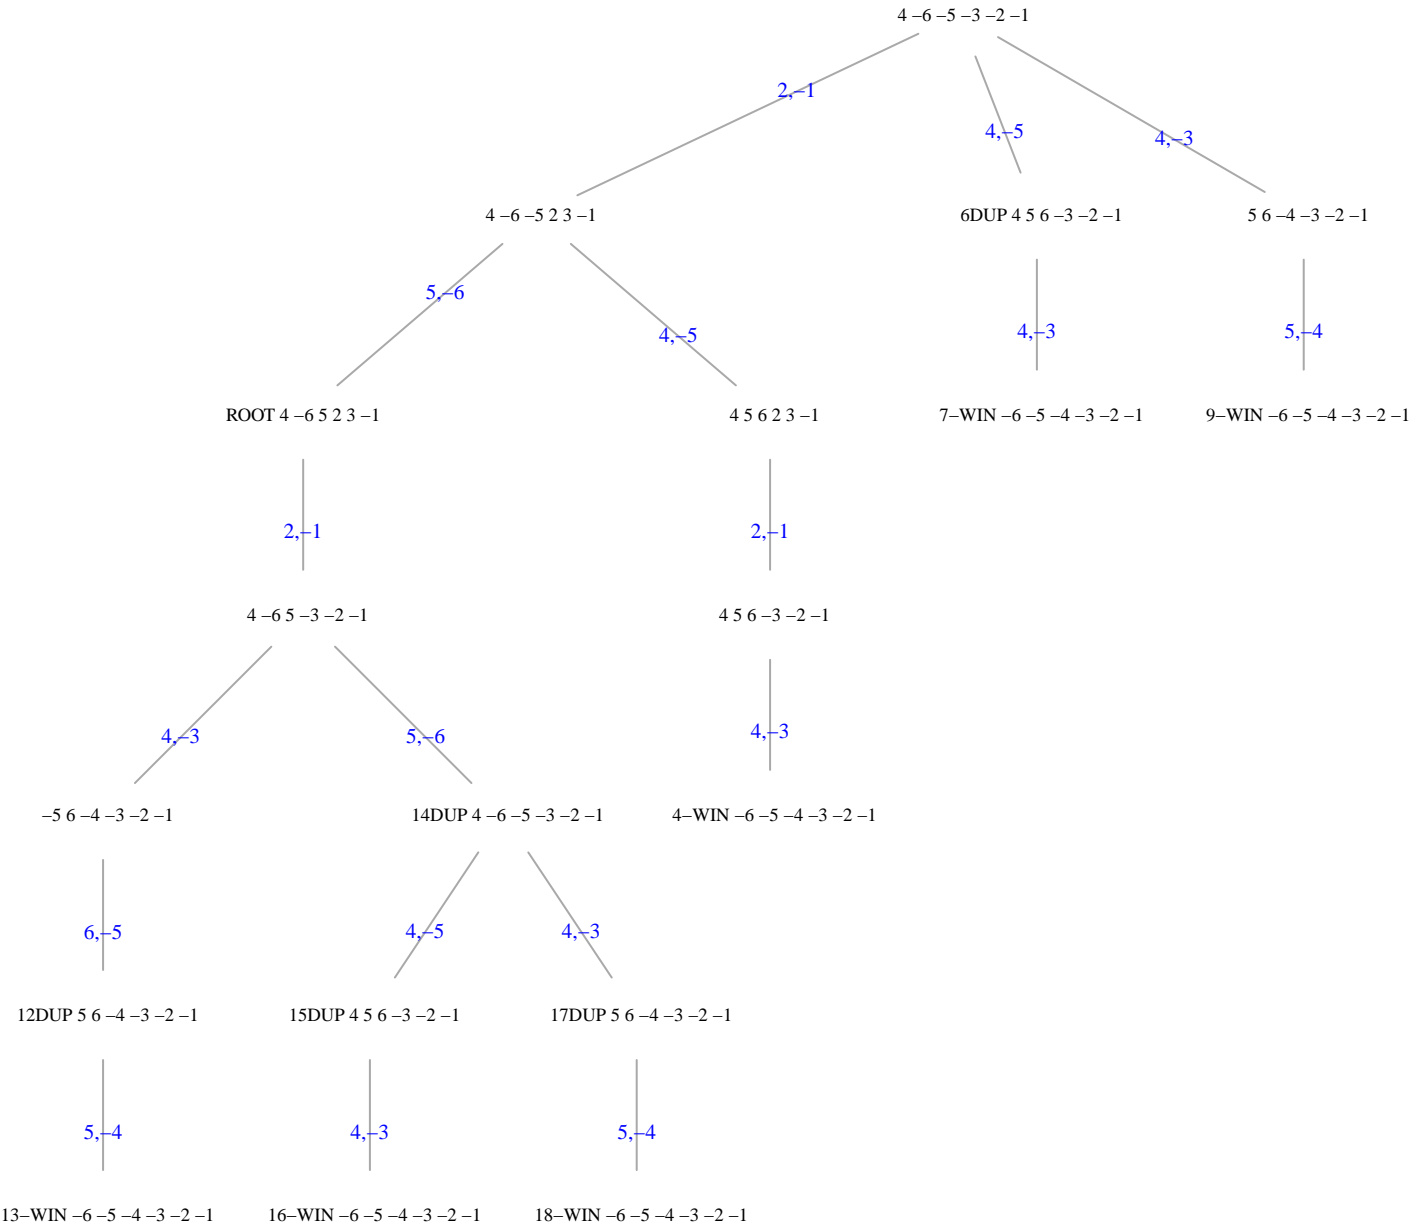 4 –6 –5 –3 –2 –1
2,–1
4,–5
4,–3
4 –6 –5 2 3 –1
6DUP 4 5 6 –3 –2 –1
5 6 –4 –3 –2 –1
5,–6
4,–5
4,–3
5,–4
ROOT 4 –6 5 2 3 –1
4 5 6 2 3 –1
7–WIN –6 –5 –4 –3 –2 –1
9–WIN –6 –5 –4 –3 –2 –1
2,–1
2,–1
4 –6 5 –3 –2 –1
4 5 6 –3 –2 –1
4,–3
5,–6
4,–3
–5 6 –4 –3 –2 –1
14DUP 4 –6 –5 –3 –2 –1
4–WIN –6 –5 –4 –3 –2 –1
6,–5
4,–5
4,–3
12DUP 5 6 –4 –3 –2 –1
15DUP 4 5 6 –3 –2 –1
17DUP 5 6 –4 –3 –2 –1
5,–4
4,–3
5,–4
13–WIN –6 –5 –4 –3 –2 –1
16–WIN –6 –5 –4 –3 –2 –1
18–WIN –6 –5 –4 –3 –2 –1